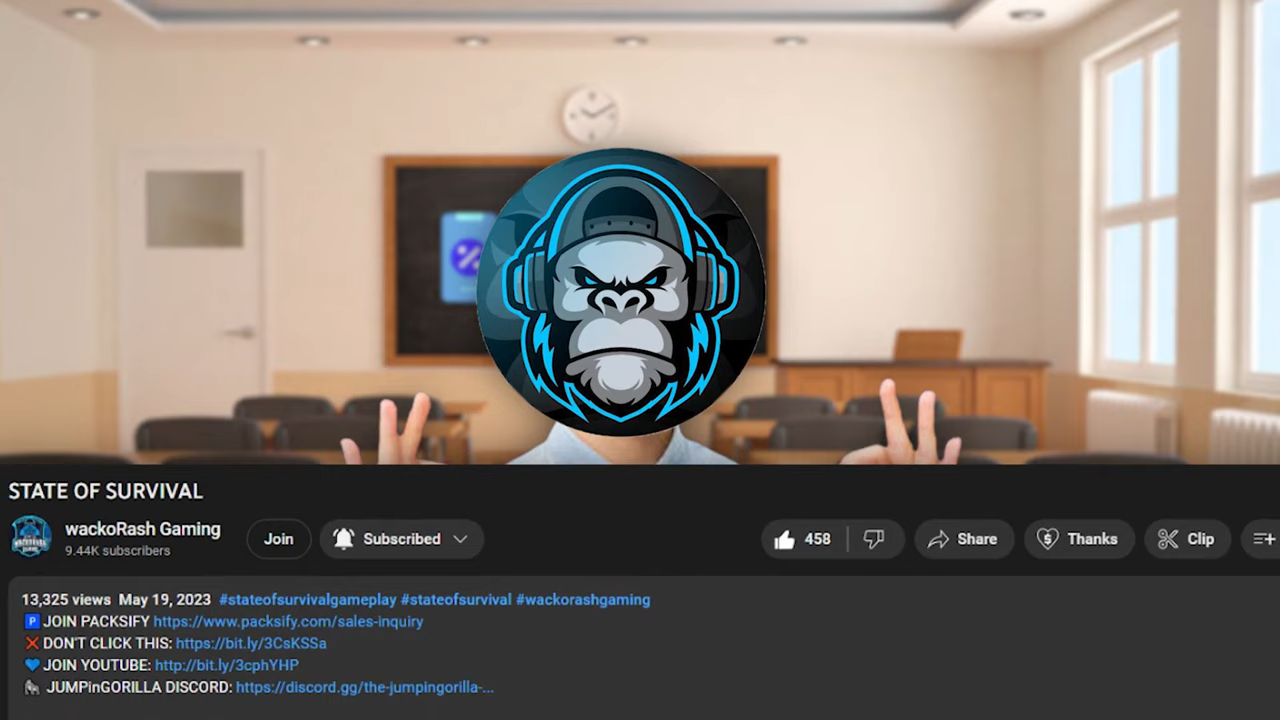 STATE OF SURVIVAL
wackoRash Gaming
9.44K subscribers
Join
Subscribed
458
Share
Thanks
Clip
13,325 views May 19, 2023 #stateofsurvivalgameplay #stateofsurvival #wackorashgaming
P JOIN PACKSIFY https://www.packsify.com/sales-inquiry
❌ DON'T CLICK THIS: https://bit.ly/3CsKSSa
💙 JOIN YOUTUBE: http://bit.ly/3cphYHP
🦍 JUMPinGORILLA DISCORD: https://discord.gg/the-jumpingorilla-...